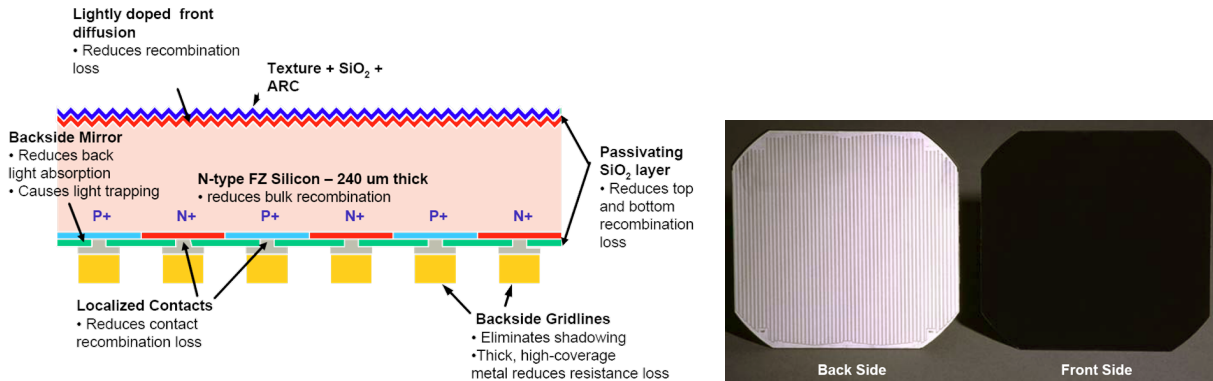 Lightly doped front
diffusion
• Reduces recombination
loss
Texture + SiO2 +
ARC
Backside Mirror
• Reduces back
light absorption
• Causes light trapping
N-type FZ Silicon – 240 um thick
• reduces bulk recombination
Passivating
SiO2 layer
• Reduces top
and bottom
recombination
loss
P+ N+ P+ N+ P+ N+
Localized Contacts
• Reduces contact
recombination loss
Backside Gridlines
• Eliminates shadowing
•Thick, high-coverage
metal reduces resistance loss
Back Side
Front Side